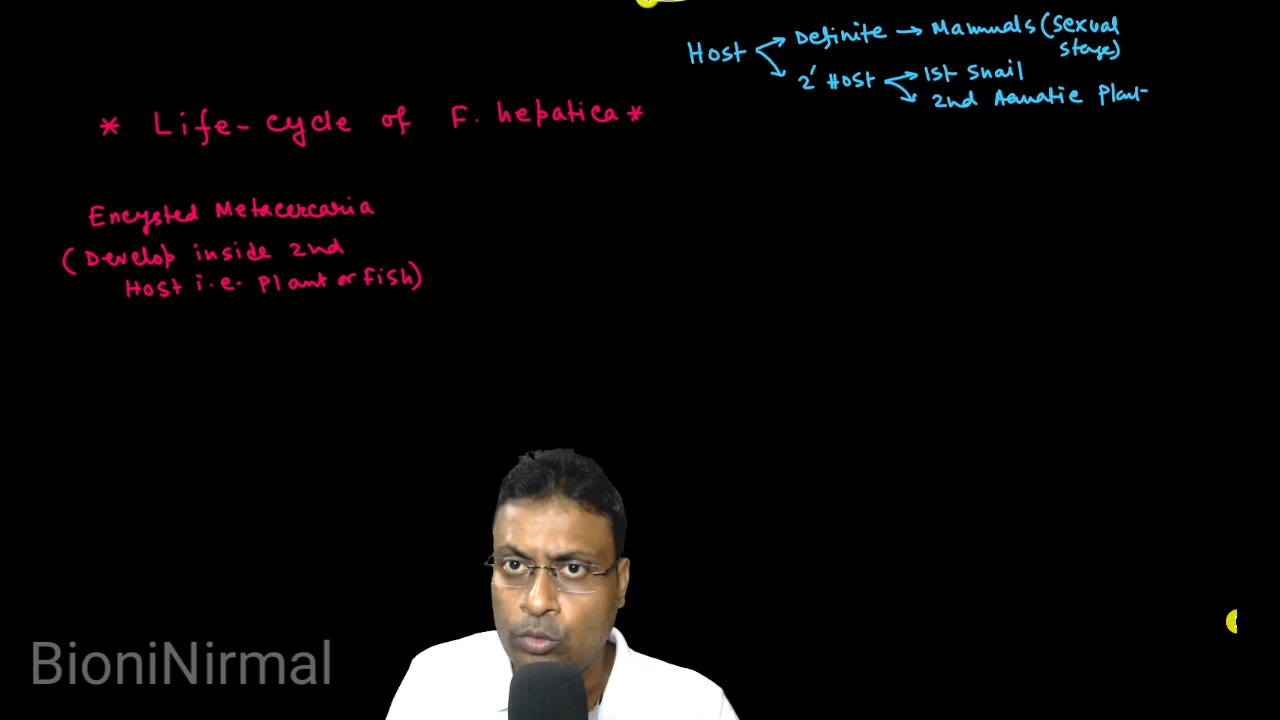 Host → Definite → Mammals (Sexual stage)
→ 2' Host → 1st Snail
→ 2nd Aquatic Plant
* Life-cycle of F. hepatica *
Encysted Metacercaria
(Develop inside 2nd
Host i.e. Plant or Fish)
BioniNirmal